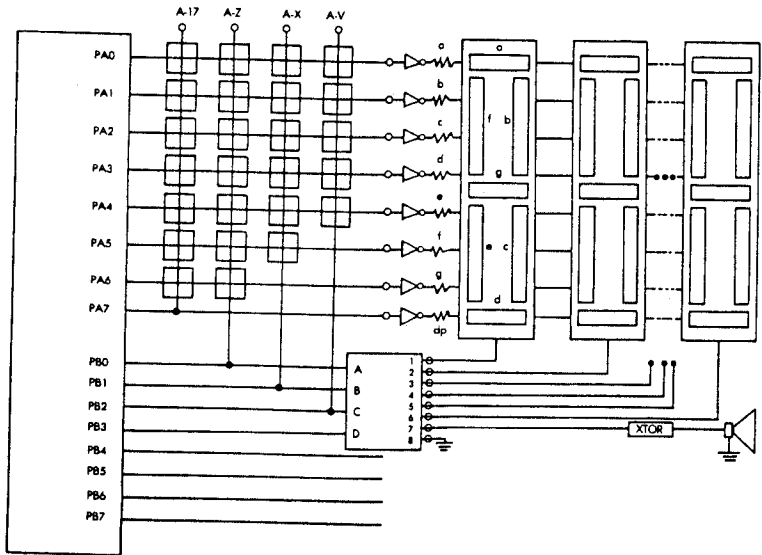 A-17 A-Z A-X A-V
PA0
PA1
PA2
PA3
PA4
PA5
PA6
PA7
PB0
PB1
PB2
PB3
PB4
PB5
PB6
PB7
a
b
c
d
e
f
g
dp
a
f b
g
e c
d
A
B
C
D
1
2
3
4
5
6
7
8
XTOR